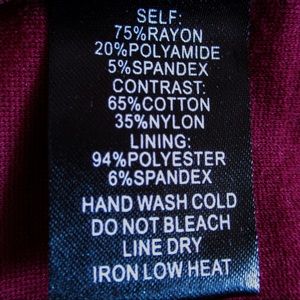 SELF:
75%RAYON
20%POLYAMIDE
5%SPANDEX
CONTRAST:
65%COTTON
35%NYLON
LINING:
94%POLYESTER
6%SPANDEX
HAND WASH COLD
DO NOT BLEACH
LINE DRY
IRON LOW HEAT